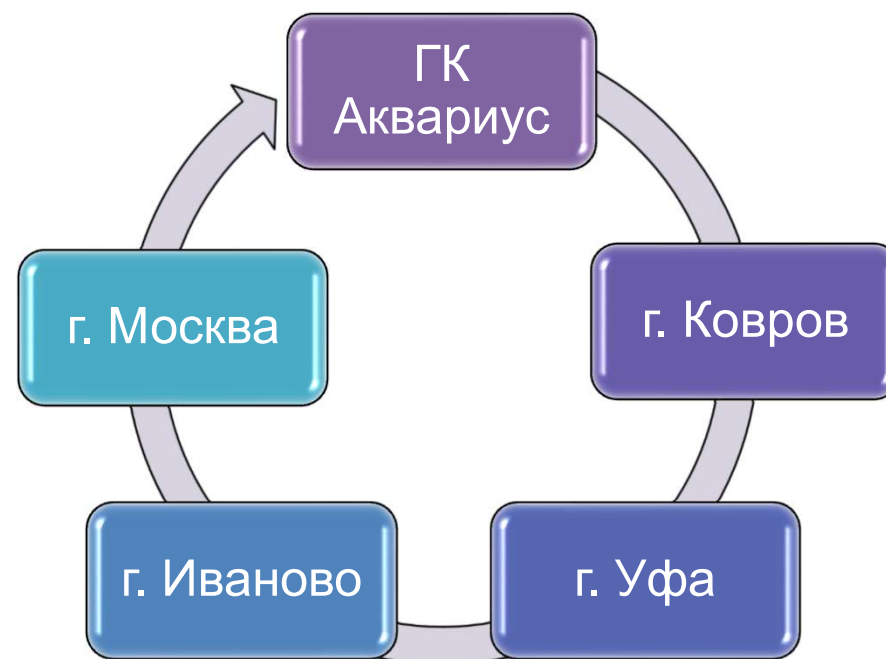 ГК
Аквариус
г. Ковров
г. Уфа
г. Иваново
г. Москва